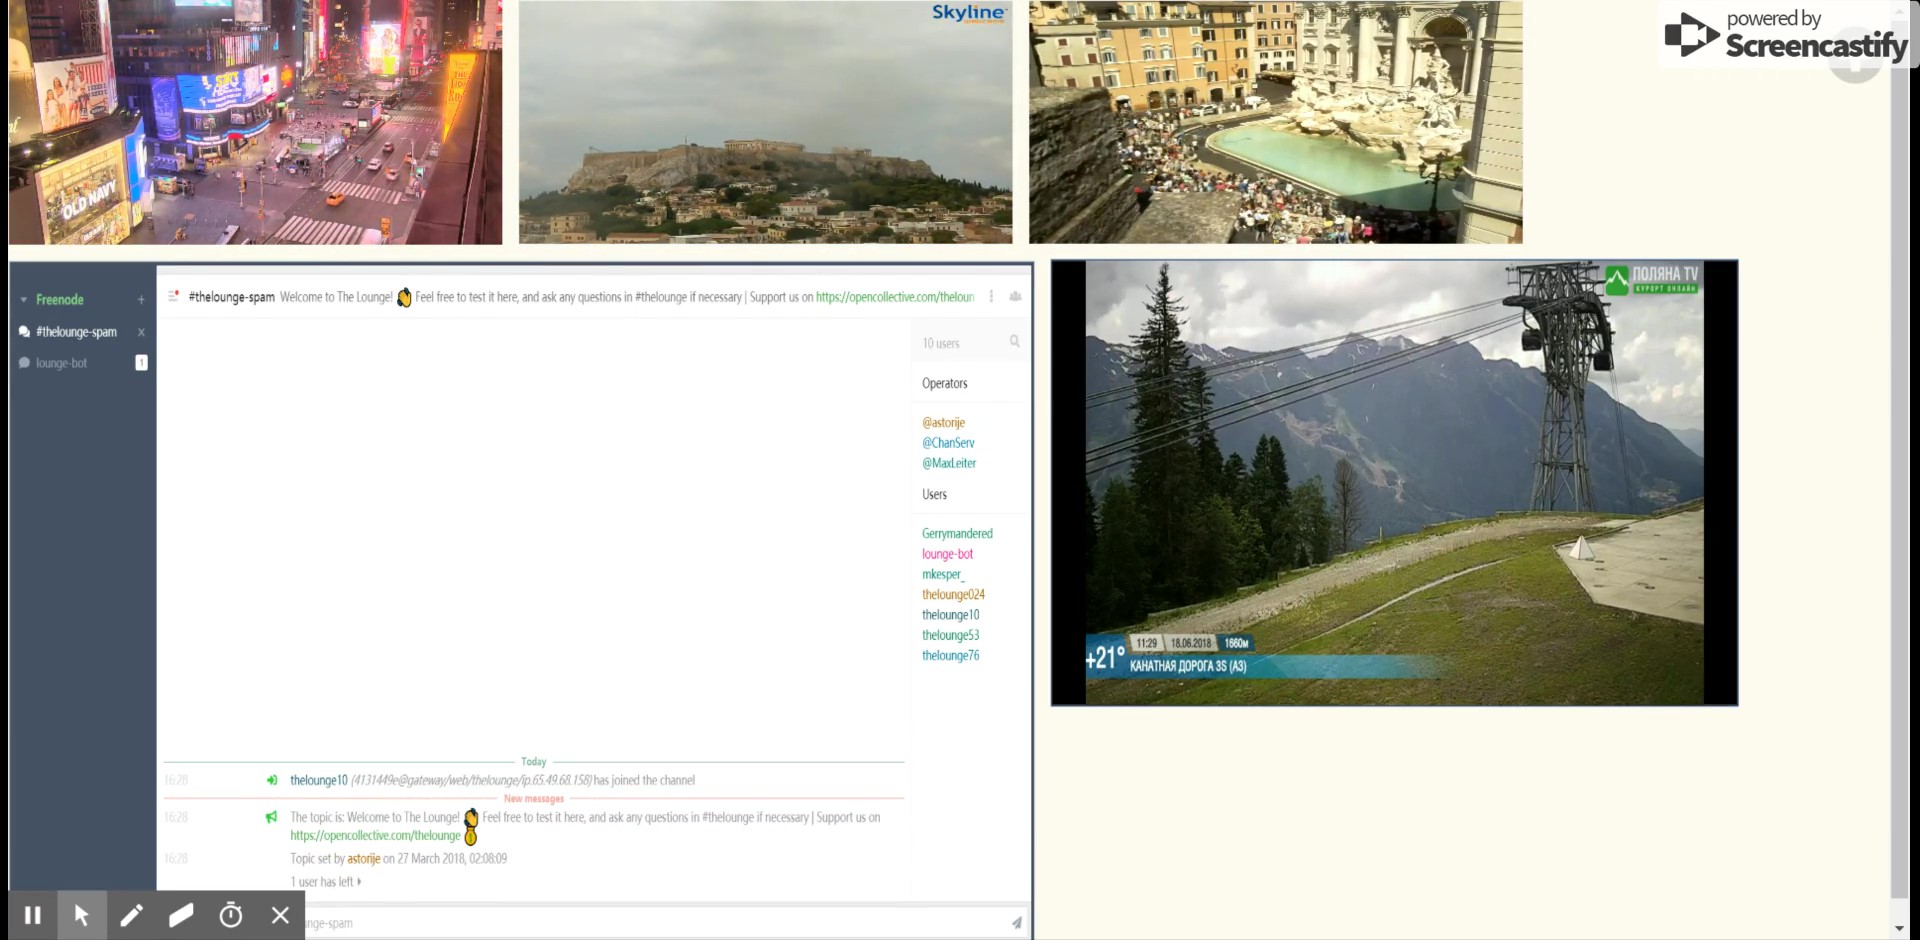 Skyline
powered by
Screencastify
OLD NAVY
Freenode +
#thelounge-spam x
lounge-bot 1
#thelounge-spam Welcome to The Lounge! 👋 Feel free to test it here, and ask any questions in #thelounge if necessary | Support us on https://opencollective.com/theloun
10 users
Operators
@astorije
@ChanServ
@MaxLeiter
Users
Gerrymandered
lounge-bot
mkesper_
thelounge024
thelounge10
thelounge53
thelounge76
Today
16:28 thelounge10 (4131449e@gateway/web/thelounge/ip.65.49.68.158) has joined the channel
New messages
16:28 The topic is: Welcome to The Lounge! 👋 Feel free to test it here, and ask any questions in #thelounge if necessary | Support us on
https://opencollective.com/thelounge
16:28 Topic set by astorije on 27 March 2018, 02:08:09
1 user has left
nge-spam
ПОЛЯНА TV
КУРОРТ ОНЛАЙН
11:29 18.06.2018 1660м
+21° КАНАТНАЯ ДОРОГА 3S (А3)